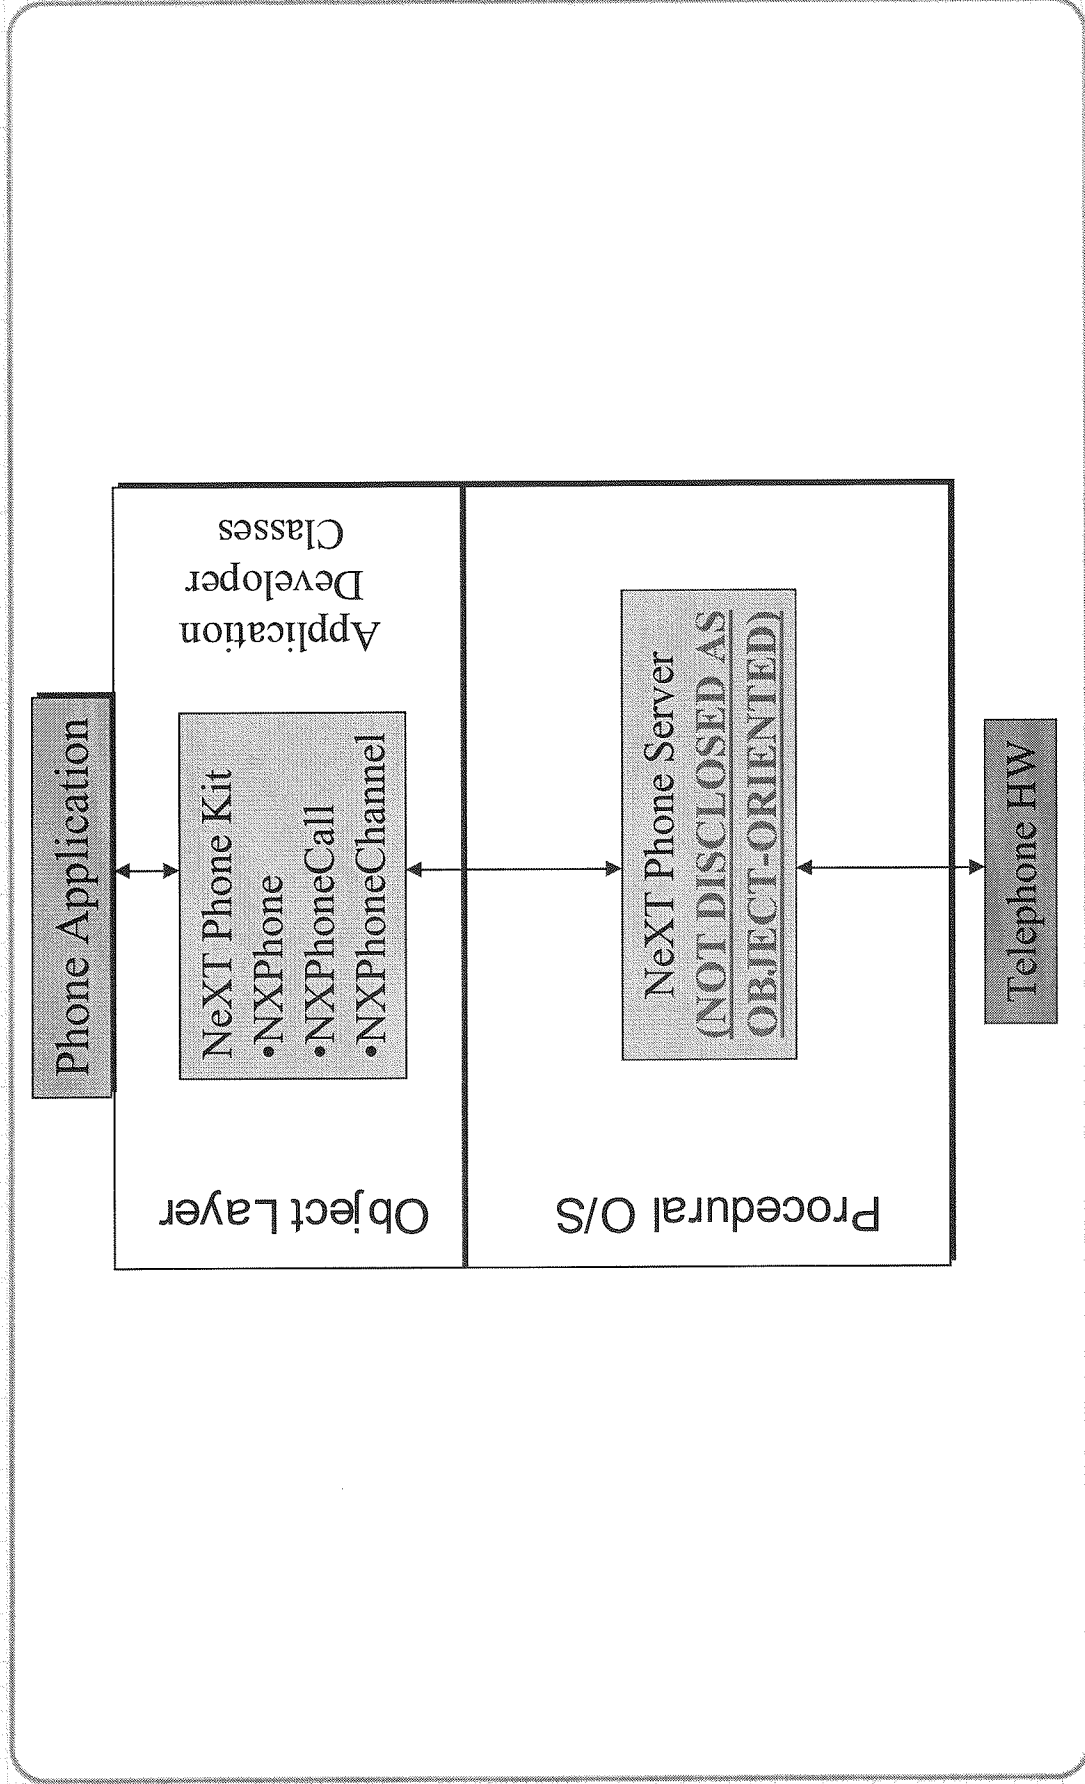 Phone Application
Object Layer
NeXT Phone Kit
•NXPhone
•NXPhoneCall
•NXPhoneChannel
Application
Developer
Classes
Procedural O/S
NeXT Phone Server
(NOT DISCLOSED AS
OBJECT-ORIENTED)
Telephone HW